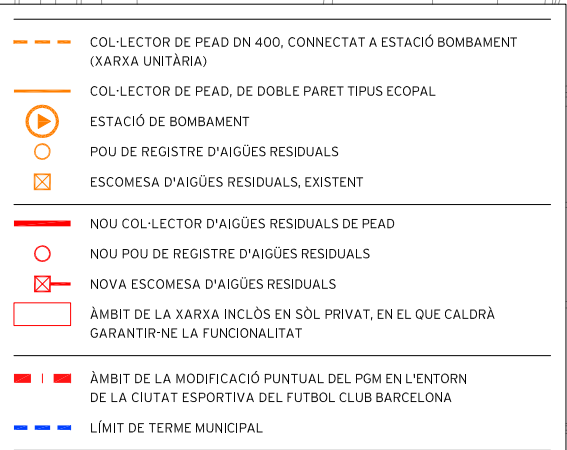 COL·LECTOR DE PEAD DN 400, CONNECTAT A ESTACIÓ BOMBAMENT
(XARXA UNITÀRIA)
COL·LECTOR DE PEAD, DE DOBLE PARET TIPUS ECOPAL
ESTACIÓ DE BOMBAMENT
POU DE REGISTRE D'AIGÜES RESIDUALS
ESCOMESA D'AIGÜES RESIDUALS, EXISTENT
NOU COL·LECTOR D'AIGÜES RESIDUALS DE PEAD
NOU POU DE REGISTRE D'AIGÜES RESIDUALS
NOVA ESCOMESA D'AIGÜES RESIDUALS
ÀMBIT DE LA XARXA INCLÒS EN SÒL PRIVAT, EN EL QUE CALDRÀ
GARANTIR-NE LA FUNCIONALITAT
ÀMBIT DE LA MODIFICACIÓ PUNTUAL DEL PGM EN L'ENTORN
DE LA CIUTAT ESPORTIVA DEL FUTBOL CLUB BARCELONA
LÍMIT DE TERME MUNICIPAL